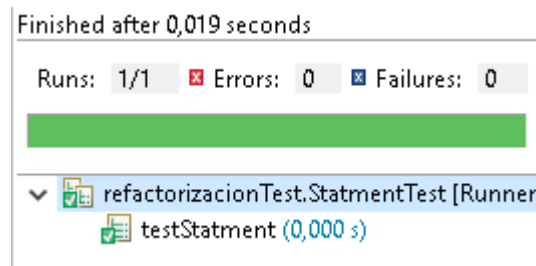 Finished after 0,019 seconds
Runs: 1/1 Errors: 0 Failures: 0
refactorizacionTest.StatmentTest [Runner
testStatment (0,000 s)